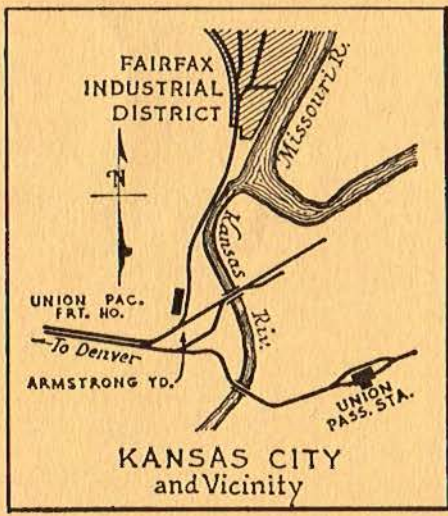 FAIRFAX
INDUSTRIAL
DISTRICT
Missouri R.
N
Kansas
Riv.
UNION PAC.
FRT. HO.
To Denver
ARMSTRONG YD.
UNION
PASS. STA.
KANSAS CITY
and Vicinity